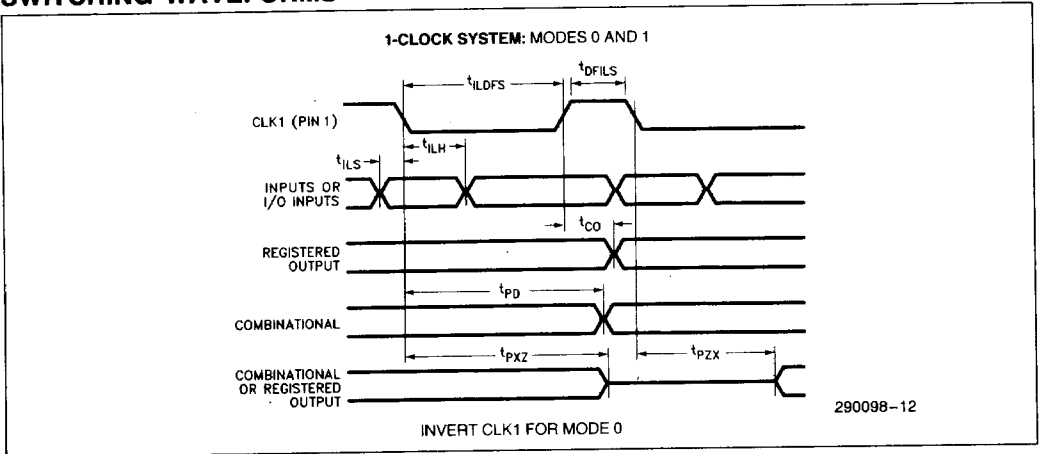 SWITCHING WAVEFORMS
1-CLOCK SYSTEM: MODES 0 AND 1
tILDFS
tDFILS
CLK1 (PIN 1)
tILH
tILS
INPUTS OR
I/O INPUTS
tCO
REGISTERED
OUTPUT
tPD
COMBINATIONAL
tPXZ
tPZX
COMBINATIONAL
OR REGISTERED
OUTPUT
290098-12
INVERT CLK1 FOR MODE 0